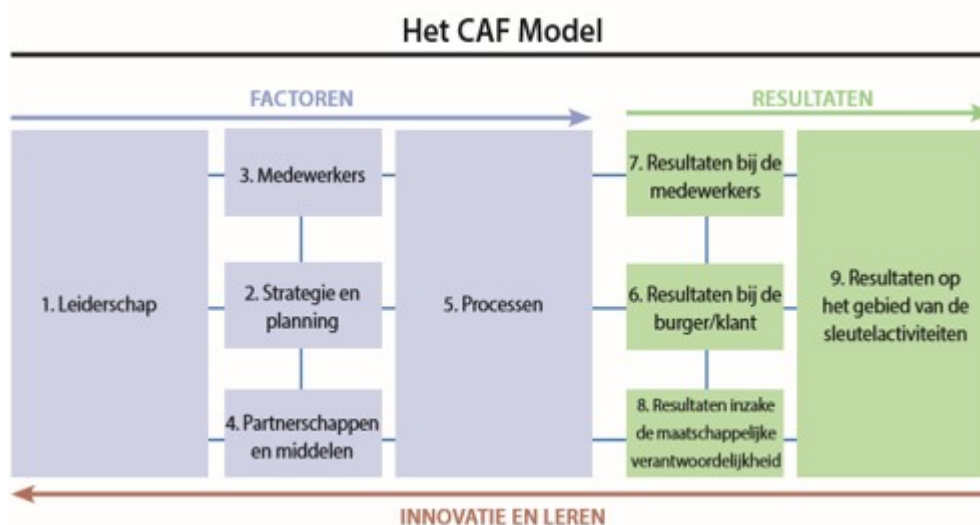 Het CAF Model
FACTOREN
RESULTATEN
1. Leiderschap
3. Medewerkers
2. Strategie en
planning
4. Partnerschappen
en middelen
5. Processen
7. Resultaten bij de
medewerkers
6. Resultaten bij de
burger/klant
8. Resultaten inzake
de maatschappelijke
verantwoordelijkheid
9. Resultaten op
het gebied van de
sleutelactiviteiten
INNOVATIE EN LEREN